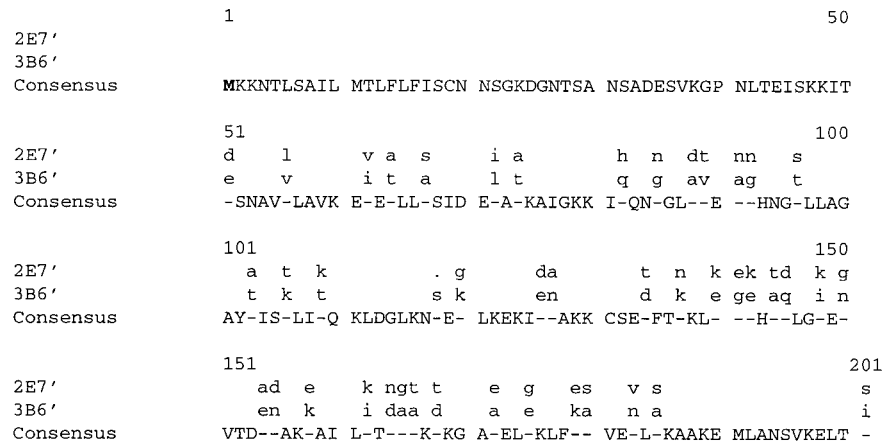 1 50
2E7′
3B6′
Consensus MKKNTLSAIL MTLFLFISCN NSGKDGNTSA NSADESVKGP NLTEISKKIT
51 100
2E7′ d l v a s i a h n dt nn s
3B6′ e v i t a l t q g av ag t
Consensus -SNAV-LAVK E-E-LL-SID E-A-KAIGKK I-QN-GL--E --HNG-LLAG
101 150
2E7′ a t k . g da t n k ek td k g
3B6′ t k t s k en d k e ge aq i n
Consensus AY-IS-LI-Q KLDGLKN-E- LKEKI--AKK CSE-FT-KL- --H--LG-E-
151 201
2E7′ ad e k ngt t e g es v s s
3B6′ en k i daa d a e ka n a i
Consensus VTD--AK-AI L-T---K-KG A-EL-KLF-- VE-L-KAAKE MLANSVKELT -